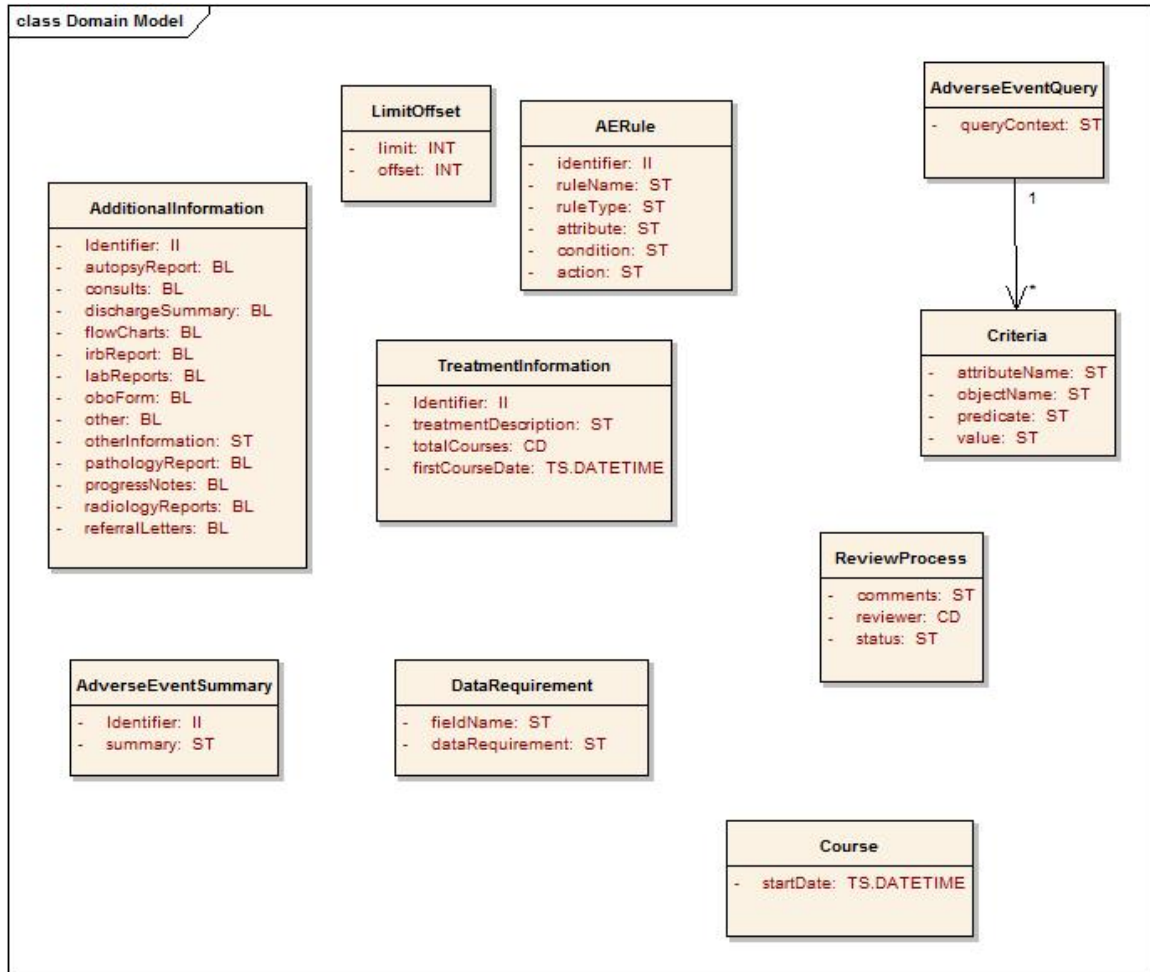 class Domain Model
LimitOffset
- limit: INT
- offset: INT
AERule
- identifier: II
- ruleName: ST
- ruleType: ST
- attribute: ST
- condition: ST
- action: ST
AdverseEventQuery
- queryContext: ST
1
*
AdditionalInformation
- Identifier: II
- autopsyReport: BL
- consults: BL
- dischargeSummary: BL
- flowCharts: BL
- irbReport: BL
- labReports: BL
- oboForm: BL
- other: BL
- otherInformation: ST
- pathologyReport: BL
- progressNotes: BL
- radiologyReports: BL
- referralLetters: BL
TreatmentInformation
- Identifier: II
- treatmentDescription: ST
- totalCourses: CD
- firstCourseDate: TS.DATETIME
Criteria
- attributeName: ST
- objectName: ST
- predicate: ST
- value: ST
ReviewProcess
- comments: ST
- reviewer: CD
- status: ST
AdverseEventSummary
- Identifier: II
- summary: ST
DataRequirement
- fieldName: ST
- dataRequirement: ST
Course
- startDate: TS.DATETIME